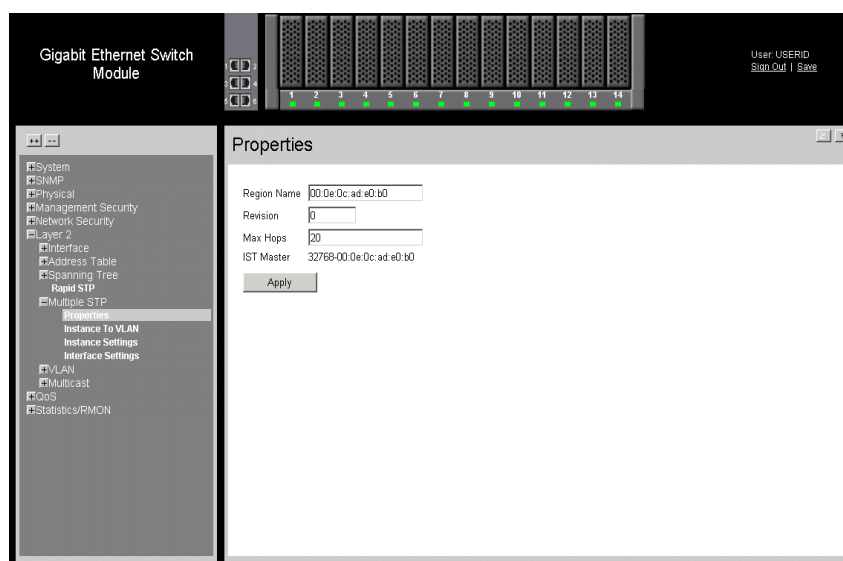 Gigabit Ethernet Switch
Module
1 2
3 4
5 6
1 2 3 4 5 6 7 8 9 10 11 12 13 14
User: USERID
Sign Out | Save
++ --
System
SNMP
Physical
Management Security
Network Security
Layer 2
Interface
Address Table
Spanning Tree
Rapid STP
Multiple STP
Properties
Instance To VLAN
Instance Settings
Interface Settings
VLAN
Multicast
QoS
Statistics/RMON
Properties
Region Name 00:0e:0c:ad:e0:b0
Revision 0
Max Hops 20
IST Master 32768-00:0e:0c:ad:e0:b0
Apply